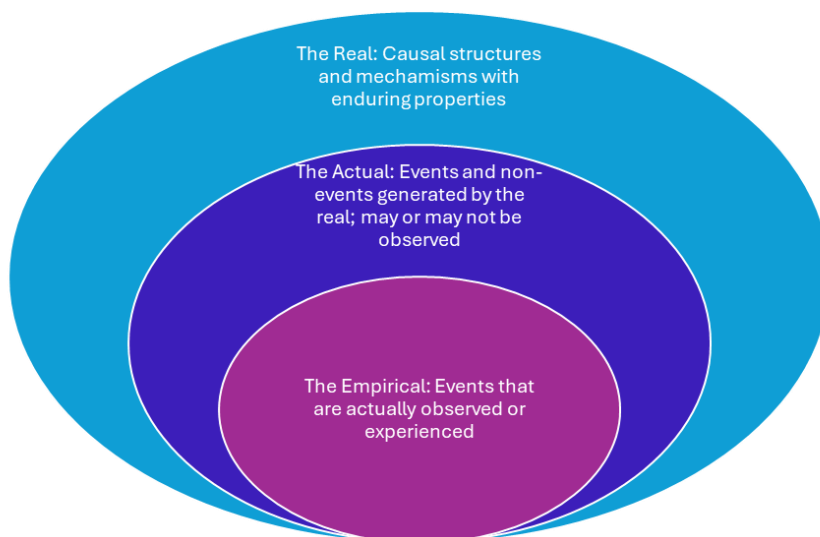 The Real: Causal structures
and mechamisms with
enduring properties
The Actual: Events and non-
events generated by the
real; may or may not be
observed
The Empirical: Events that
are actually observed or
experienced